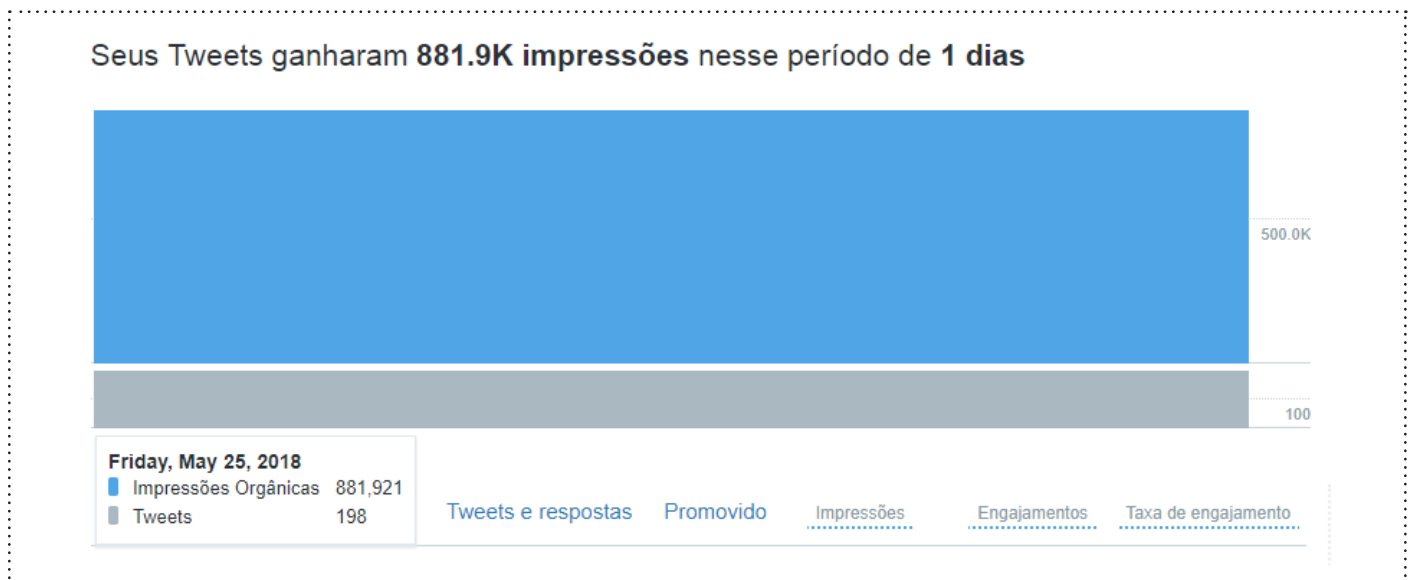 Seus Tweets ganharam 881.9K impressões nesse período de 1 dias
500.0K
100
Friday, May 25, 2018
Impressões Orgânicas 881,921
Tweets 198
Tweets e respostas Promovido Impressões Engajamentos Taxa de engajamento